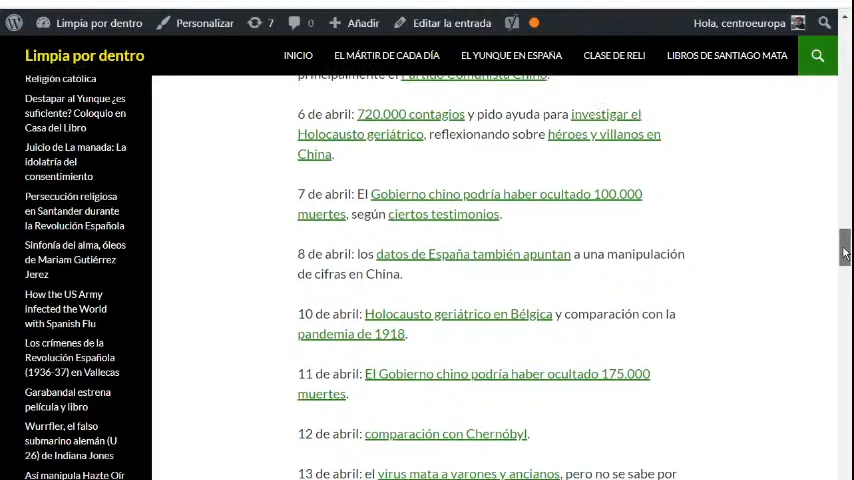 Limpia por dentro
Personalizar
7
0
Añadir
Editar la entrada
Hola, centroeuropa
Limpia por dentro
INICIO
EL MÁRTIR DE CADA DÍA
EL YUNQUE EN ESPAÑA
CLASE DE RELI
LIBROS DE SANTIAGO MATA
Religión católica
Destapar al Yunque ¿es
suficiente? Coloquio en
Casa del Libro
Juicio de La manada: La
idolatría del
consentimiento
Persecución religiosa
en Santander durante
la Revolución Española
Sinfonía del alma, óleos
de Mariam Gutiérrez
Jerez
How the US Army
infected the World
with Spanish Flu
Los crímenes de la
Revolución Española
(1936-37) en Vallecas
Garabandal estrena
película y libro
Wurrfler, el falso
submarino alemán (U
26) de Indiana Jones
Así manipula Hazte Oír
principalmente el Partido Comunista Chino.
6 de abril: 720.000 contagios y pido ayuda para investigar el
Holocausto geriátrico, reflexionando sobre héroes y villanos en
China.
7 de abril: El Gobierno chino podría haber ocultado 100.000
muertes, según ciertos testimonios.
8 de abril: los datos de España también apuntan a una manipulación
de cifras en China.
10 de abril: Holocausto geriátrico en Bélgica y comparación con la
pandemia de 1918.
11 de abril: El Gobierno chino podría haber ocultado 175.000
muertes.
12 de abril: comparación con Chernóbyl.
13 de abril: el virus mata a varones y ancianos, pero no se sabe por